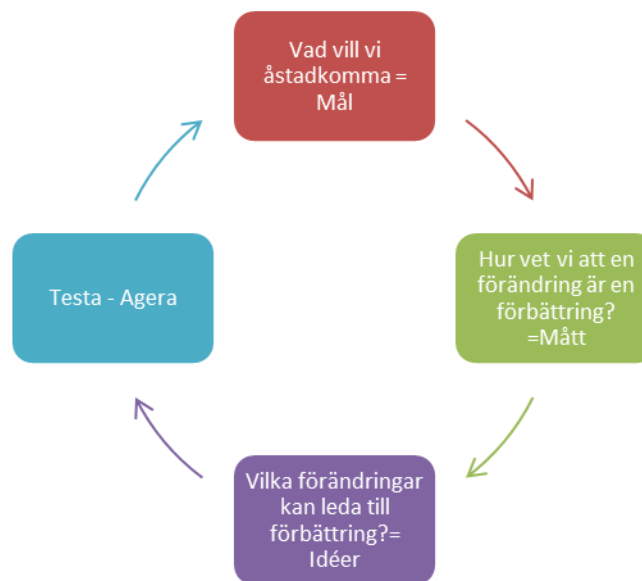 Vad vill vi
åstadkomma =
Mål
Hur vet vi att en
förändring är en
förbättring?
=Mått
Vilka förändringar
kan leda till
förbättring?=
Idéer
Testa - Agera